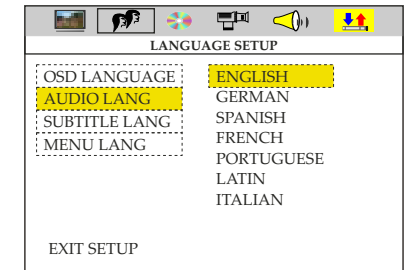 LANGUAGE SETUP
OSD LANGUAGE
AUDIO LANG
SUBTITLE LANG
MENU LANG
ENGLISH
GERMAN
SPANISH
FRENCH
PORTUGUESE
LATIN
ITALIAN
EXIT SETUP